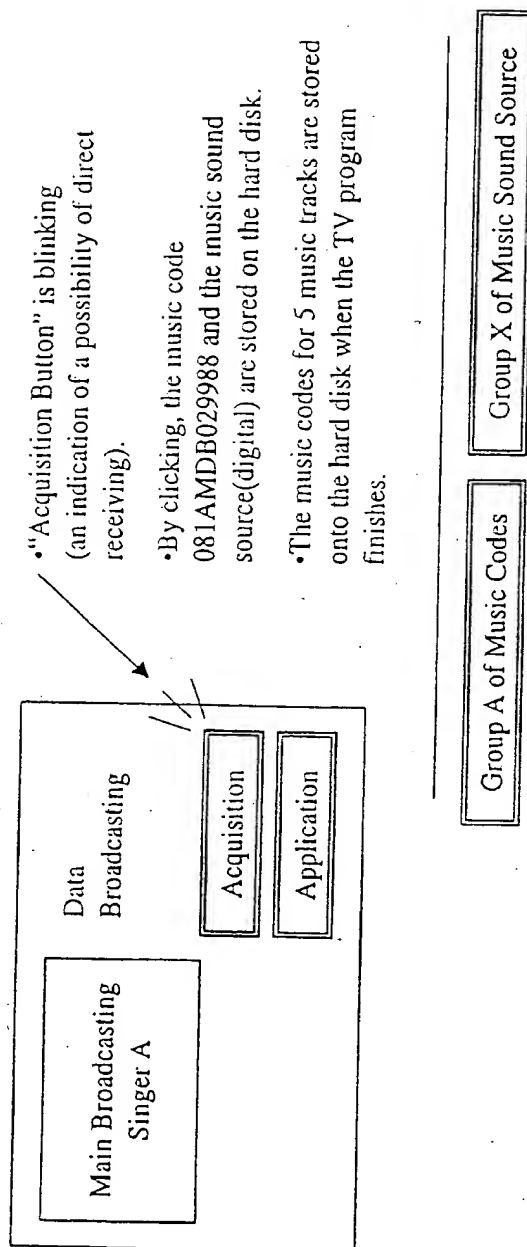 Main Broadcasting
Singer A
Data
Broadcasting
Acquisition
Application
•“Acquisition Button” is blinking
(an indication of a possibility of direct
receiving).
•By clicking, the music code
081AMDB029988 and the music sound
source(digital) are stored on the hard disk.
•The music codes for 5 music tracks are stored
onto the hard disk when the TV program
finishes.
Group A of Music Codes
Group X of Music Sound Source